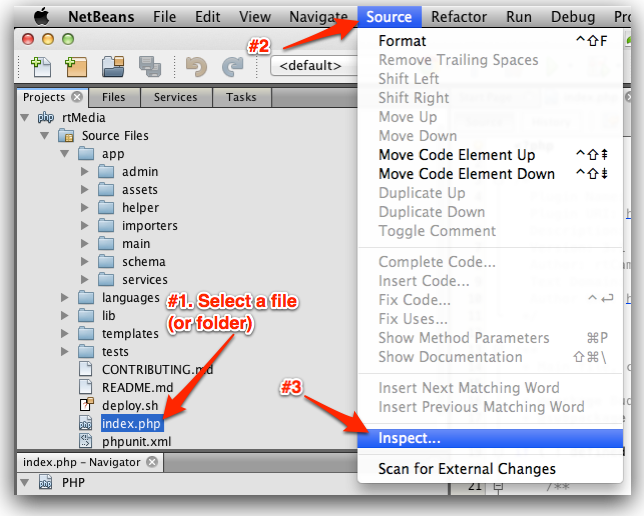 NetBeans File Edit View Navigate Source Refactor Run Debug
#2
<default>
Projects Files Services Tasks
rtMedia
Source Files
app
admin
assets
helper
importers
main
schema
services
languages
lib
templates
tests
CONTRIBUTING.md
README.md
deploy.sh
index.php
phpunit.xml
#1. Select a file
(or folder)
#3
index.php – Navigator
PHP
Format ^⇧F
Remove Trailing Spaces
Shift Left
Shift Right
Move Up
Move Down
Move Code Element Up ^⇧⇞
Move Code Element Down ^⇧⇟
Duplicate Up
Duplicate Down
Toggle Comment
Complete Code...
Insert Code...
Fix Code... ^↩
Fix Uses...
Show Method Parameters ⌘P
Show Documentation ⇧⌘\
Insert Next Matching Word
Insert Previous Matching Word
Inspect...
Scan for External Changes
21 /**